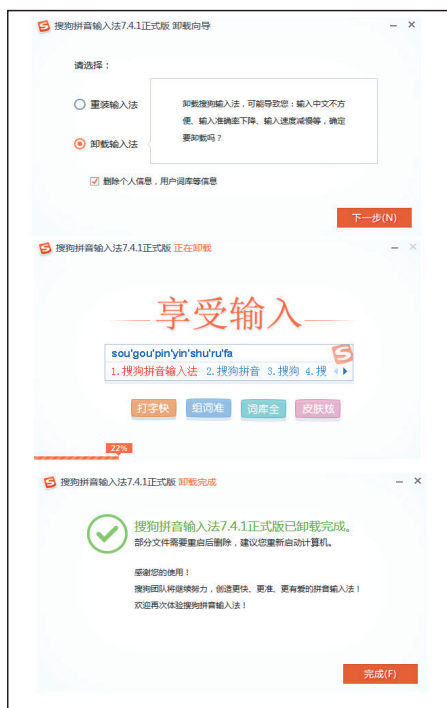 搜狗拼音输入法7.4.1正式版 卸载向导
请选择：
重装输入法
卸载输入法
卸载搜狗输入法，可能导致您：输入中文不方
便、输入准确率下降、输入速度减慢等，确定
要卸载吗？
删除个人信息，用户词库等信息
下一步(N)
搜狗拼音输入法7.4.1正式版 正在卸载
享受输入
sou'gou'pin'yin'shu'ru'fa
1.搜狗拼音输入法 2.搜狗拼音 3.搜狗 4.搜
打字快 组词准 词库全 皮肤炫
22%
搜狗拼音输入法7.4.1正式版 卸载完成
搜狗拼音输入法7.4.1正式版已卸载完成。
部分文件需要重启后删除，建议您重新启动计算机。
感谢您的使用！
搜狗团队将继续努力，创造更快、更准、更有爱的拼音输入法！
欢迎再次体验搜狗拼音输入法！
完成(F)